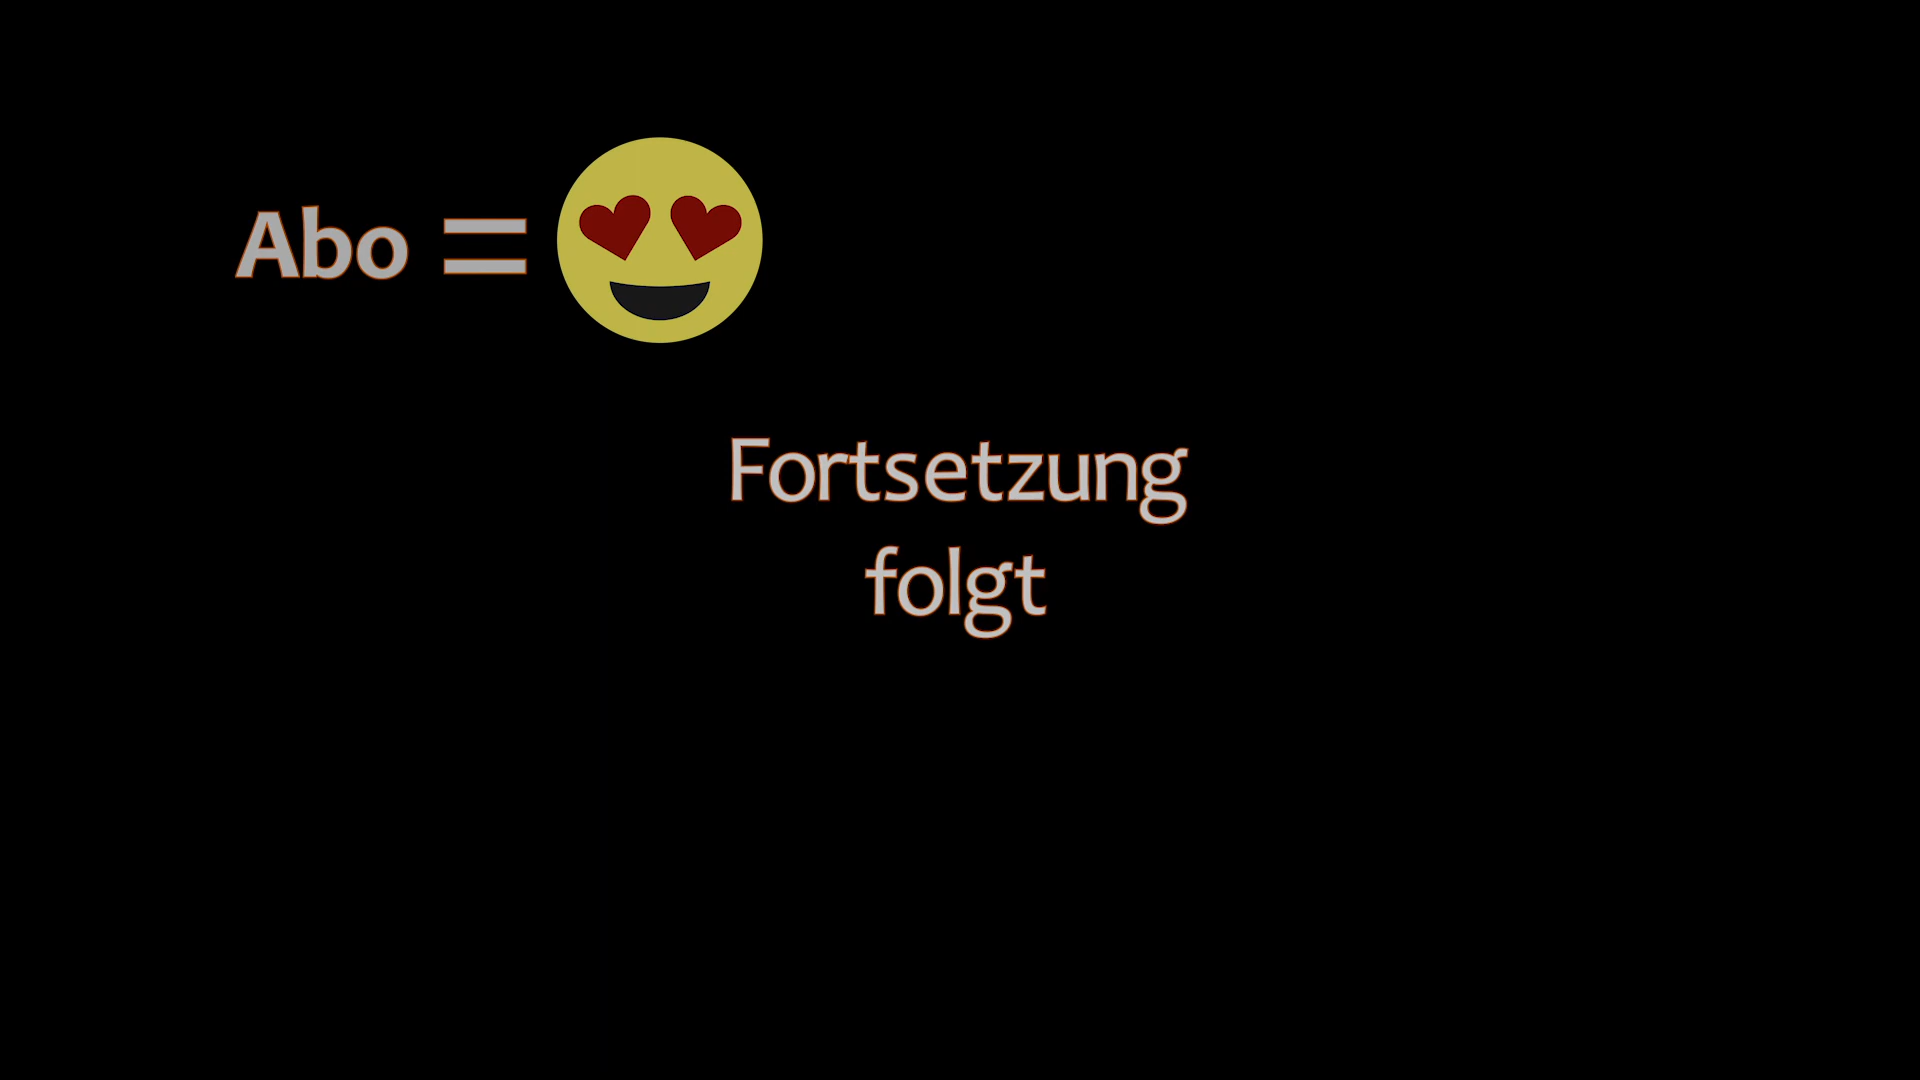 Abo = 😍
Fortsetzung
folgt